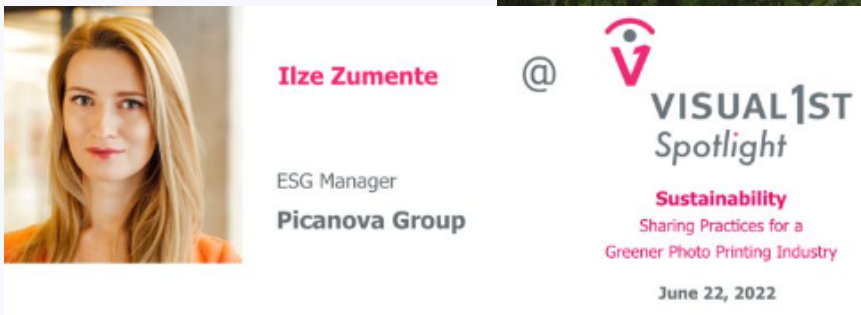 Ilze Zumente
@
ESG Manager
Picanova Group
VISUAL1ST
Spotlight
Sustainability
Sharing Practices for a
Greener Photo Printing Industry
June 22, 2022